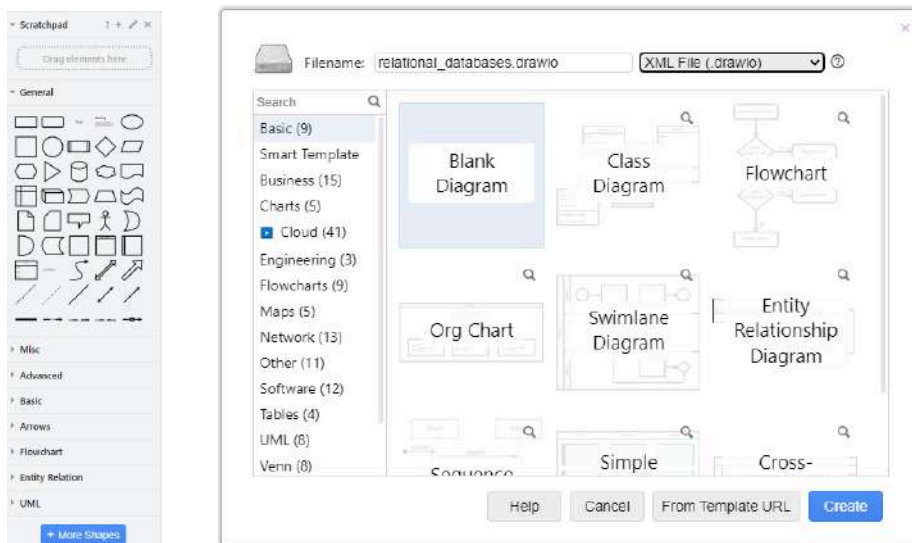 Scratchpad
Drag elements here
General
Misc
Advanced
Basic
Arrows
Flowchart
Entity Relation
UML
+ More Shapes
Filename: relational_databases.drawio XML File (.drawio)
Search
Basic (9)
Smart Template
Business (15)
Charts (5)
Cloud (41)
Engineering (3)
Flowcharts (9)
Maps (5)
Network (13)
Other (11)
Software (12)
Tables (4)
UML (8)
Venn (8)
Blank
Diagram
Class
Diagram
Flowchart
Org Chart
Swimlane
Diagram
Entity
Relationship
Diagram
Sequence
Simple
Cross-
Help Cancel From Template URL Create